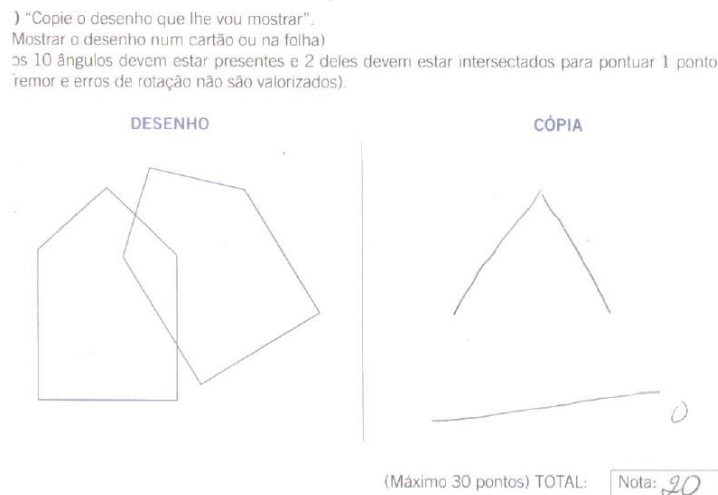 ) “Copie o desenho que lhe vou mostrar”.
Mostrar o desenho num cartão ou na folha)
os 10 ângulos devem estar presentes e 2 deles devem estar intersectados para pontuar 1 ponto
Tremor e erros de rotação não são valorizados).
DESENHO
CÓPIA
0
(Máximo 30 pontos) TOTAL: Nota: 20